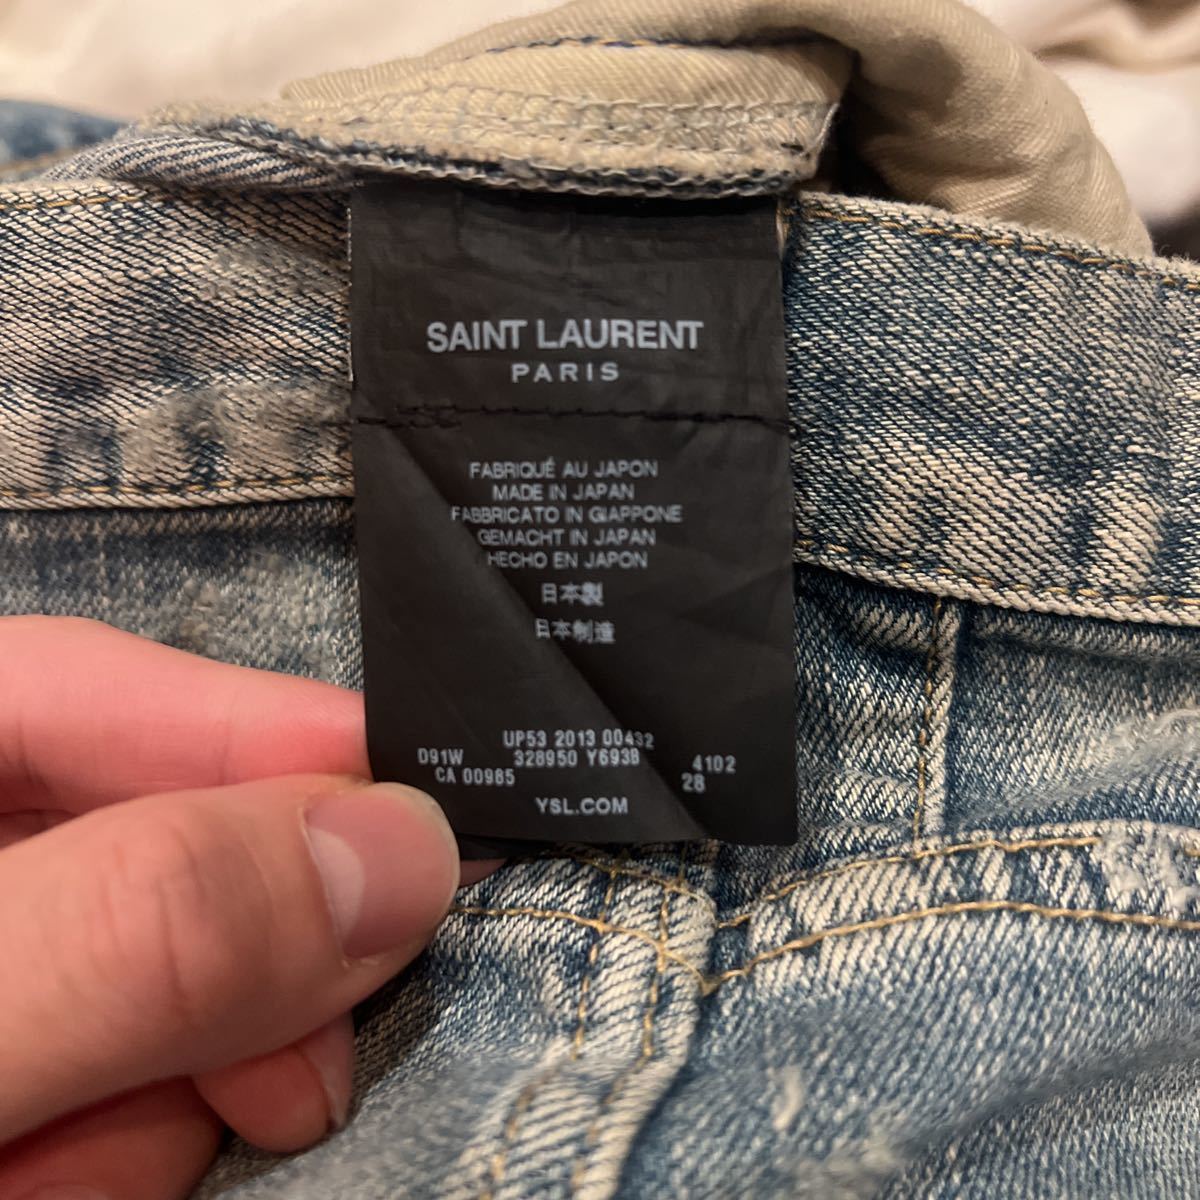 SAINT LAURENT
PARIS
FABRIQUÉ AU JAPON
MADE IN JAPAN
FABBRICATO IN GIAPPONE
GEMACHT IN JAPAN
HECHO EN JAPON
日本製
日本制造
UP53 2013 00432
D91W 328950 Y693B 4102
CA 00985 28
YSL.COM